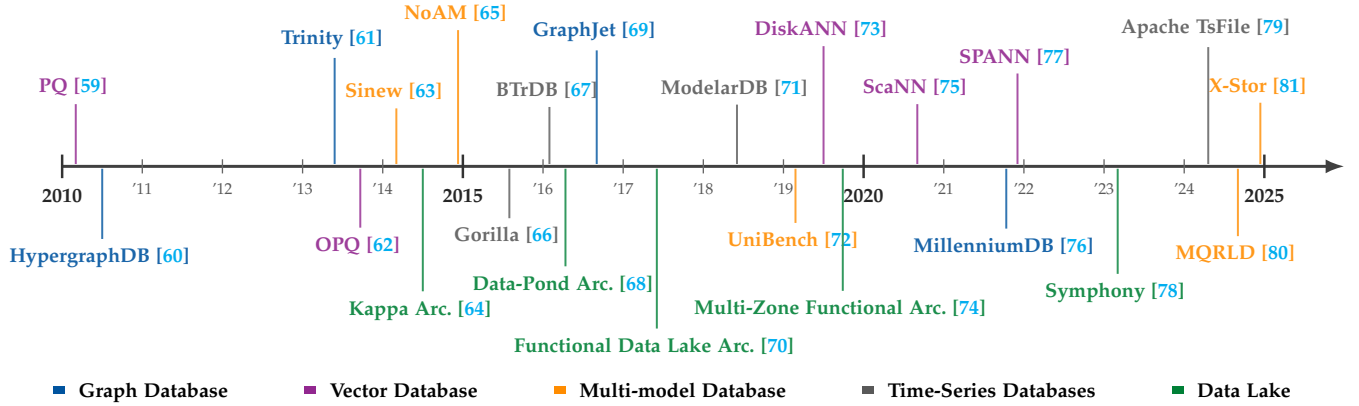 NoAM [65]
DiskANN [73]
Apache TsFile [79]
GraphJet [69]
Trinity [61]
SPANN [77]
PQ [59]
Sinew [63]
BTrDB [67]
ModelarDB [71]
ScaNN [75]
X-Stor [81]
2010 '11 '12 '13 '14 2015 '16 '17 '18 '19 2020 '21 '22 '23 '24 2025
HypergraphDB [60]
OPQ [62]
Gorilla [66]
UniBench [72]
MillenniumDB [76]
MQRLD [80]
Data-Pond Arc. [68]
Symphony [78]
Kappa Arc. [64]
Multi-Zone Functional Arc. [74]
Functional Data Lake Arc. [70]
Graph Database Vector Database Multi-model Database Time-Series Databases Data Lake